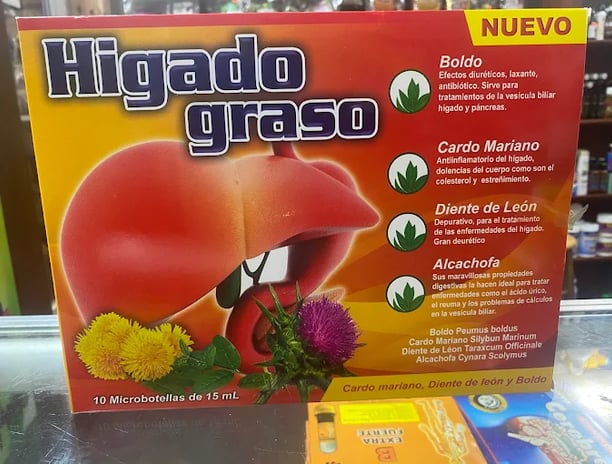 NUEVO
Higado
graso
Boldo
Efectos diuréticos, laxante,
antibiótico. Sirve para
tratamientos de la vesícula biliar
hígado y páncreas.
Cardo Mariano
Antiinflamatorio del hígado,
dolencias del cuerpo como son el
colesterol y estreñimiento.
Diente de León
Depurativo, para el tratamiento
de las enfermedades del hígado.
Gran deurético
Alcachofa
Sus maravillosas propiedades
digestivas la hacen ideal para tratar
enfermedades como el ácido úrico,
el reuma y los problemas de cálculos
en la vesícula biliar.
Boldo Peumus boldus
Cardo Mariano Silybun Marinum
Diente de Léon Taraxcum Officinale
Alcachofa Cynara Scolymus
10 Microbotellas de 15 mL
Cardo mariano, Diente de león y Boldo
EXTRA
FUERTE